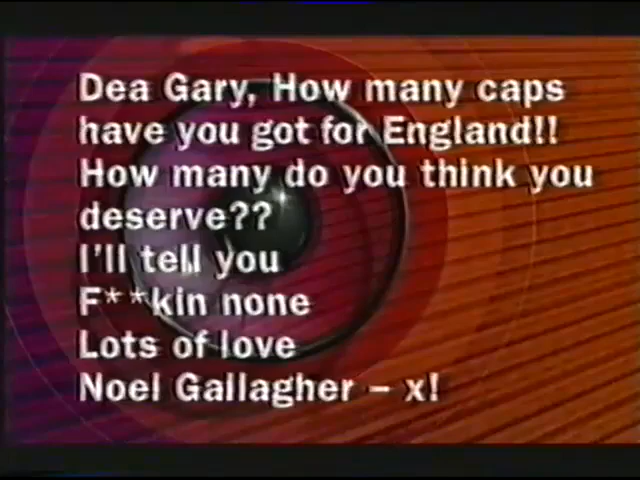 Dea Gary, How many caps
have you got for England!!
How many do you think you
deserve??
I'll tell you
F**kin none
Lots of love
Noel Gallagher – x!